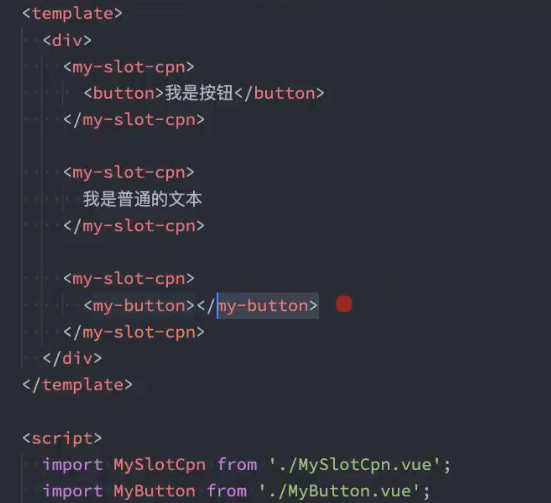 <template>
<div>
<my-slot-cpn>
<button>我是按钮</button>
</my-slot-cpn>
<my-slot-cpn>
我是普通的文本
</my-slot-cpn>
<my-slot-cpn>
<my-button></my-button>
</my-slot-cpn>
</div>
</template>
<script>
import MySlotCpn from './MySlotCpn.vue';
import MyButton from './MyButton.vue';